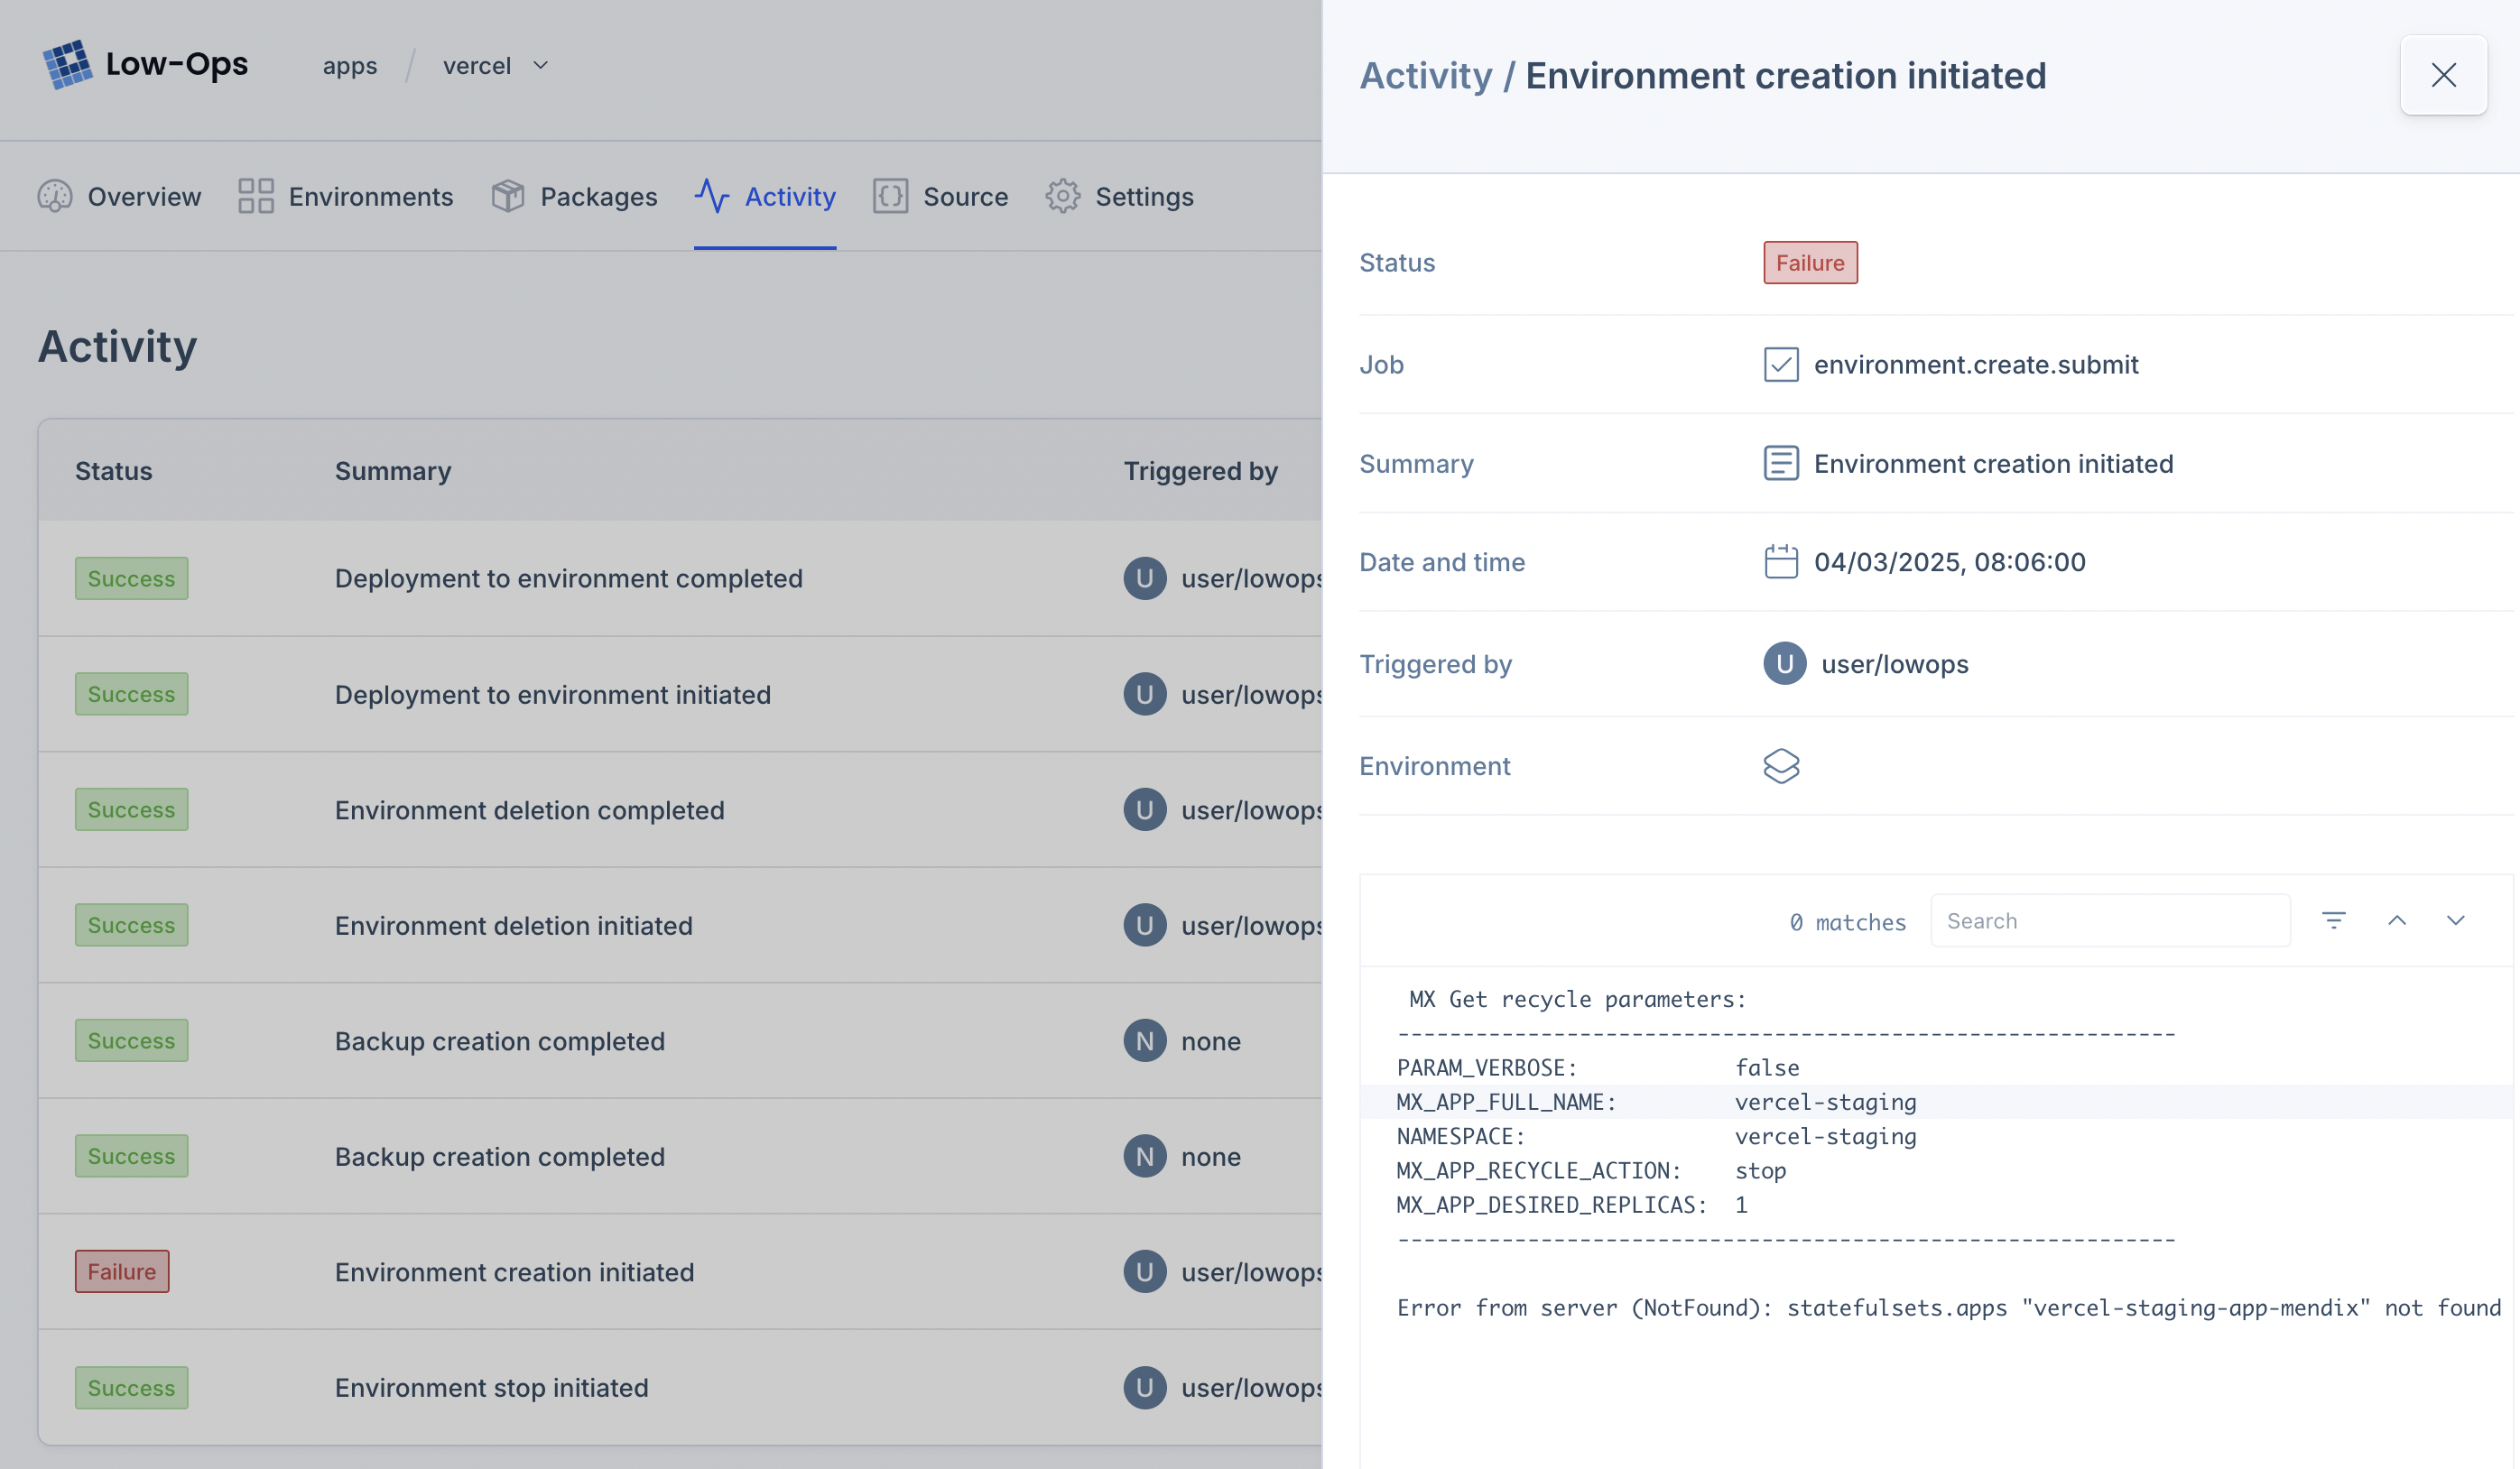 Low-Ops
apps / vercel
Overview
Environments
Packages
Activity
Source
Settings
Activity
Status Summary Triggered by
Success Deployment to environment completed U user/lowops
Success Deployment to environment initiated U user/lowops
Success Environment deletion completed U user/lowops
Success Environment deletion initiated U user/lowops
Success Backup creation completed N none
Success Backup creation completed N none
Failure Environment creation initiated U user/lowops
Success Environment stop initiated U user/lowops
Activity / Environment creation initiated
Status Failure
Job environment.create.submit
Summary Environment creation initiated
Date and time 04/03/2025, 08:06:00
Triggered by U user/lowops
Environment
0 matches Search
MX Get recycle parameters:
------------------------------------------------------------
PARAM_VERBOSE: false
MX_APP_FULL_NAME: vercel-staging
NAMESPACE: vercel-staging
MX_APP_RECYCLE_ACTION: stop
MX_APP_DESIRED_REPLICAS: 1
------------------------------------------------------------
Error from server (NotFound): statefulsets.apps "vercel-staging-app-mendix" not found